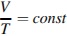 V/T = const